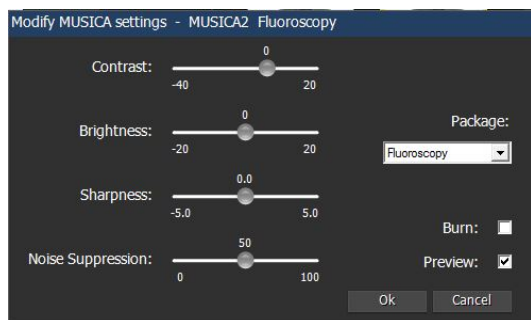 Modify MUSICA settings - MUSICA2 Fluoroscopy
0
Contrast:
-40 20
0
Brightness:
-20 20
Package:
Fluoroscopy
0.0
Sharpness:
-5.0 5.0
Burn:
50
Noise Suppression:
0 100
Preview:
Ok Cancel